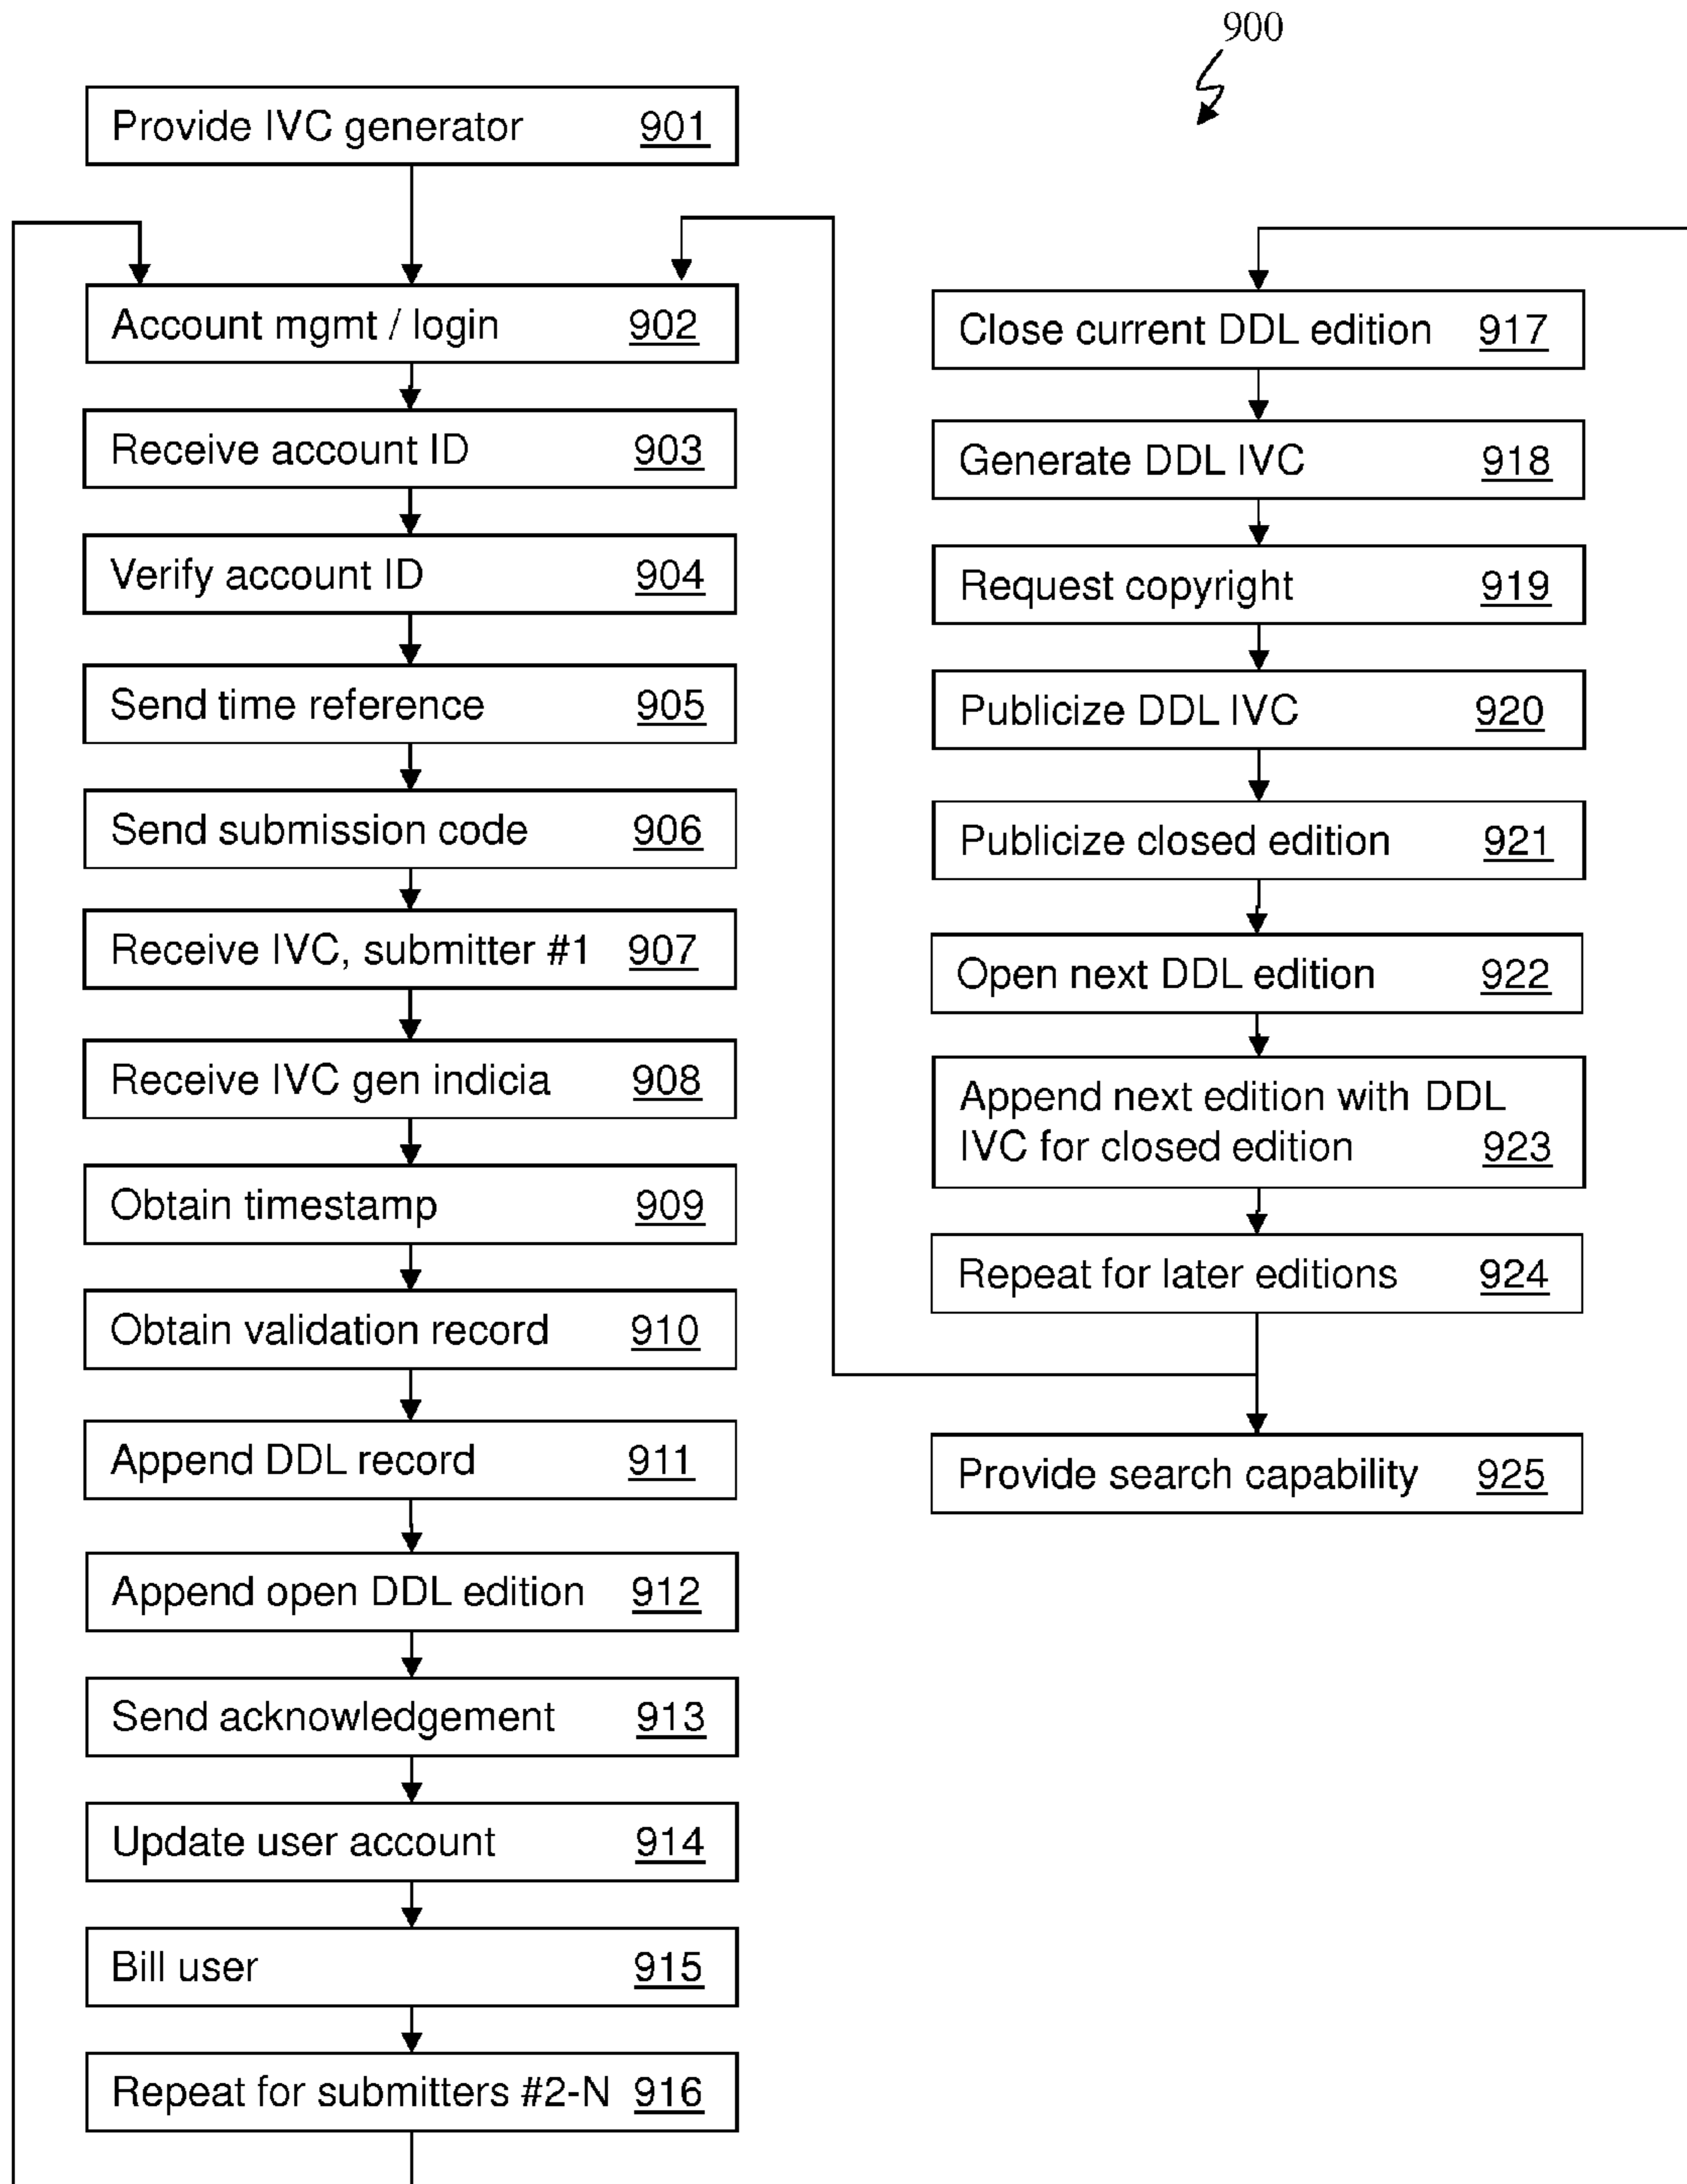 900
Provide IVC generator 901
Account mgmt / login 902
Receive account ID 903
Verify account ID 904
Send time reference 905
Send submission code 906
Receive IVC, submitter #1 907
Receive IVC gen indicia 908
Obtain timestamp 909
Obtain validation record 910
Append DDL record 911
Append open DDL edition 912
Send acknowledgement 913
Update user account 914
Bill user 915
Repeat for submitters #2-N 916
Close current DDL edition 917
Generate DDL IVC 918
Request copyright 919
Publicize DDL IVC 920
Publicize closed edition 921
Open next DDL edition 922
Append next edition with DDL
IVC for closed edition 923
Repeat for later editions 924
Provide search capability 925